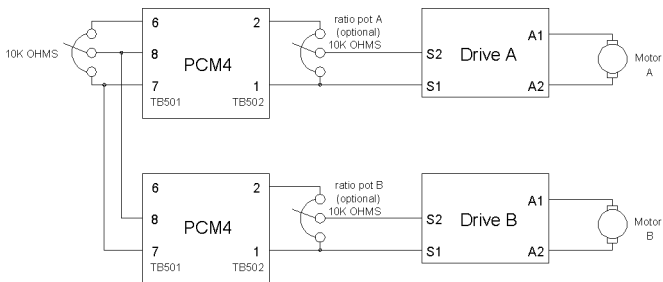 10K OHMS
6
8
7
PCM4
TB501
TB502
2
1
ratio pot A
(optional)
10K OHMS
S2
S1
Drive A
A1
A2
Motor
A
6
8
7
PCM4
TB501
TB502
2
1
ratio pot B
(optional)
10K OHMS
S2
S1
Drive B
A1
A2
Motor
B